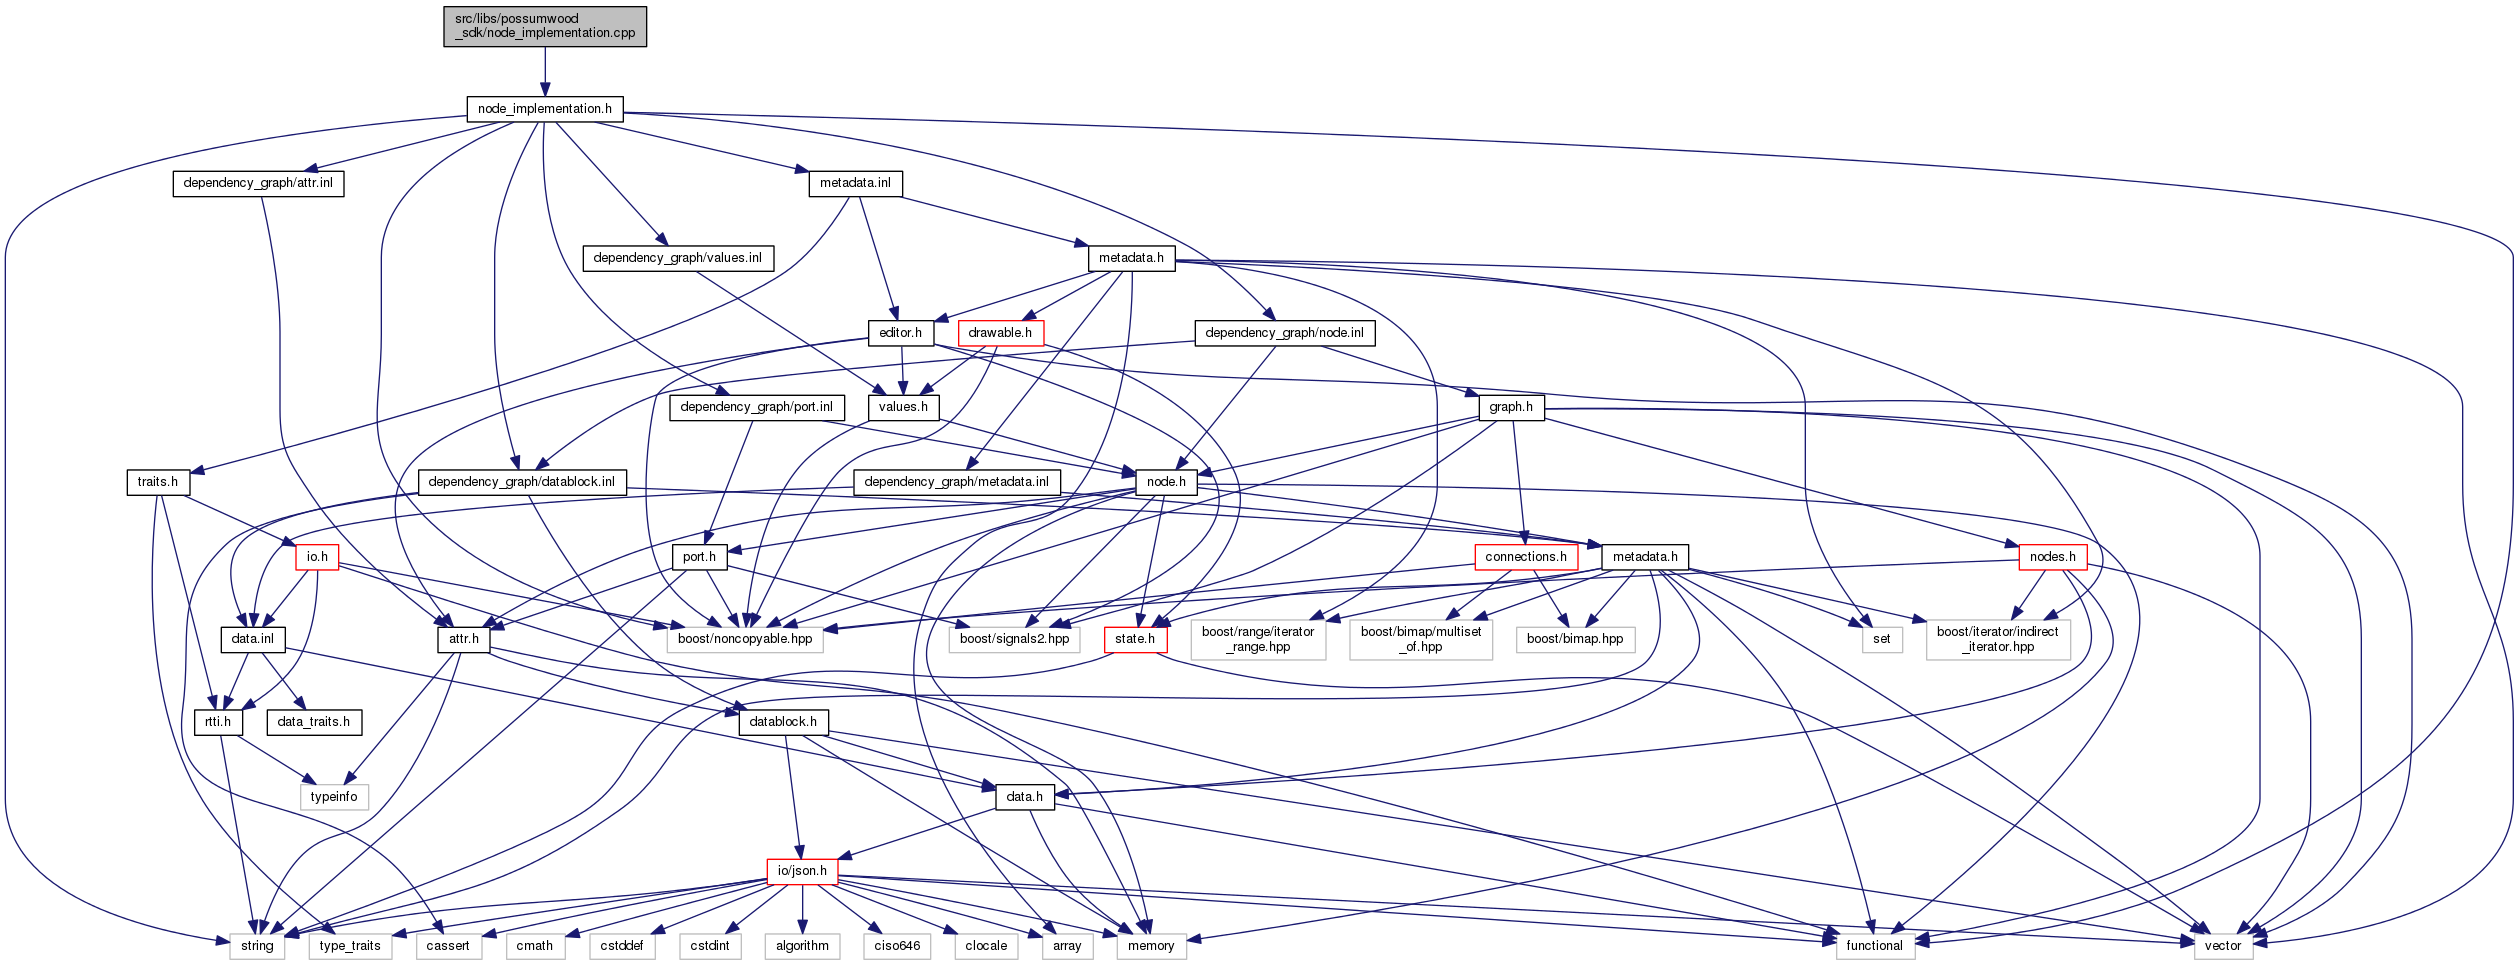 src/libs/possumwood
_sdk/node_implementation.cpp
node_implementation.h
dependency_graph/attr.inl
metadata.inl
dependency_graph/values.inl
metadata.h
editor.h
drawable.h
dependency_graph/node.inl
dependency_graph/port.inl
values.h
graph.h
traits.h
dependency_graph/datablock.inl
dependency_graph/metadata.inl
node.h
io.h
port.h
connections.h
metadata.h
nodes.h
data.inl
attr.h
boost/noncopyable.hpp
boost/signals2.hpp
state.h
boost/range/iterator
_range.hpp
boost/bimap/multiset
_of.hpp
boost/bimap.hpp
set
boost/iterator/indirect
_iterator.hpp
rtti.h
data_traits.h
datablock.h
typeinfo
data.h
io/json.h
string
type_traits
cassert
cmath
cstddef
cstdint
algorithm
ciso646
clocale
array
memory
functional
vector